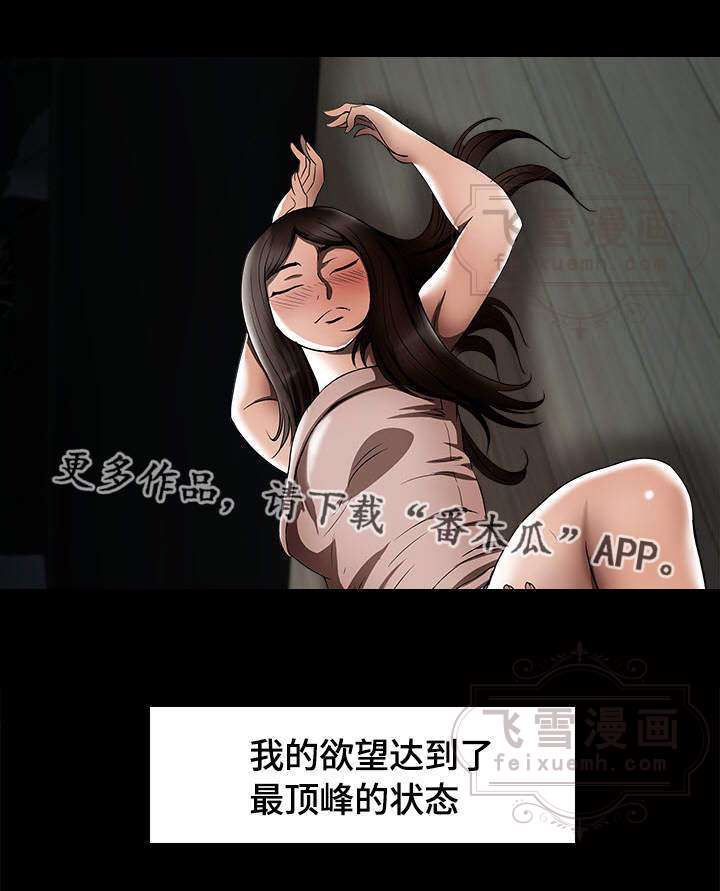 飞雪漫画
feixuemh.com
更多作品，请下载“番木瓜”APP。
飞雪漫画
feixuemh.com
我的欲望达到了
最顶峰的状态